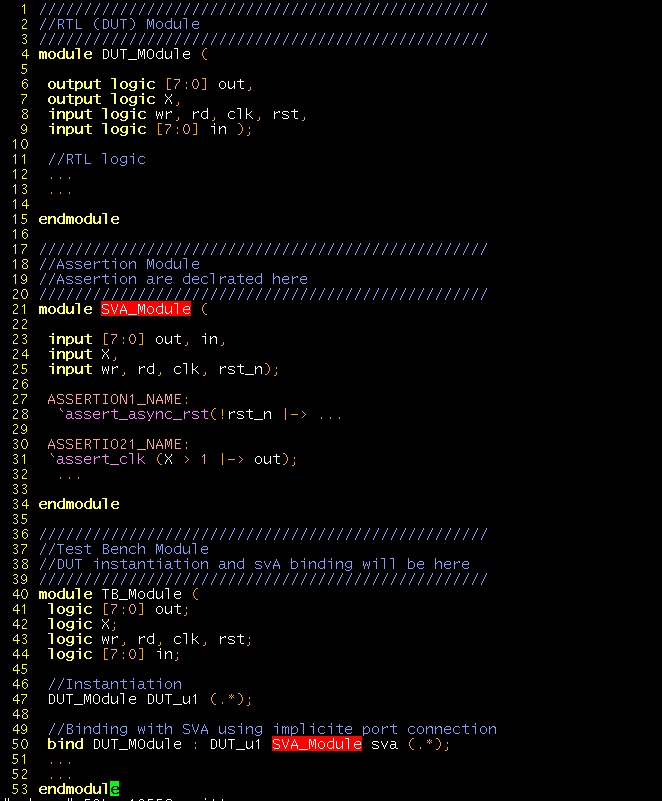 1 //////////////////////////////////////////////////
2 //RTL (DUT) Module
3 //////////////////////////////////////////////////
4 module DUT_MOdule (
5
6 output logic [7:0] out,
7 output logic X,
8 input logic wr, rd, clk, rst,
9 input logic [7:0] in );
10
11 //RTL logic
12 ...
13 ...
14
15 endmodule
16
17 //////////////////////////////////////////////////
18 //Assertion Module
19 //Assertion are declrated here
20 //////////////////////////////////////////////////
21 module SVA_Module (
22
23 input [7:0] out, in,
24 input X,
25 input wr, rd, clk, rst_n);
26
27 ASSERTION1_NAME:
28 `assert_async_rst(!rst_n |-> ...
29
30 ASSERTIO21_NAME:
31 `assert_clk (X > 1 |-> out);
32 ...
33
34 endmodule
35
36 //////////////////////////////////////////////////
37 //Test Bench Module
38 //DUT instantiation and svA binding will be here
39 //////////////////////////////////////////////////
40 module TB_Module (
41 logic [7:0] out;
42 logic X;
43 logic wr, rd, clk, rst;
44 logic [7:0] in;
45
46 //Instantiation
47 DUT_MOdule DUT_u1 (.*);
48
49 //Binding with SVA using implicite port connection
50 bind DUT_MOdule : DUT_u1 SVA_Module sva (.*);
51 ...
52 ...
53 endmodule